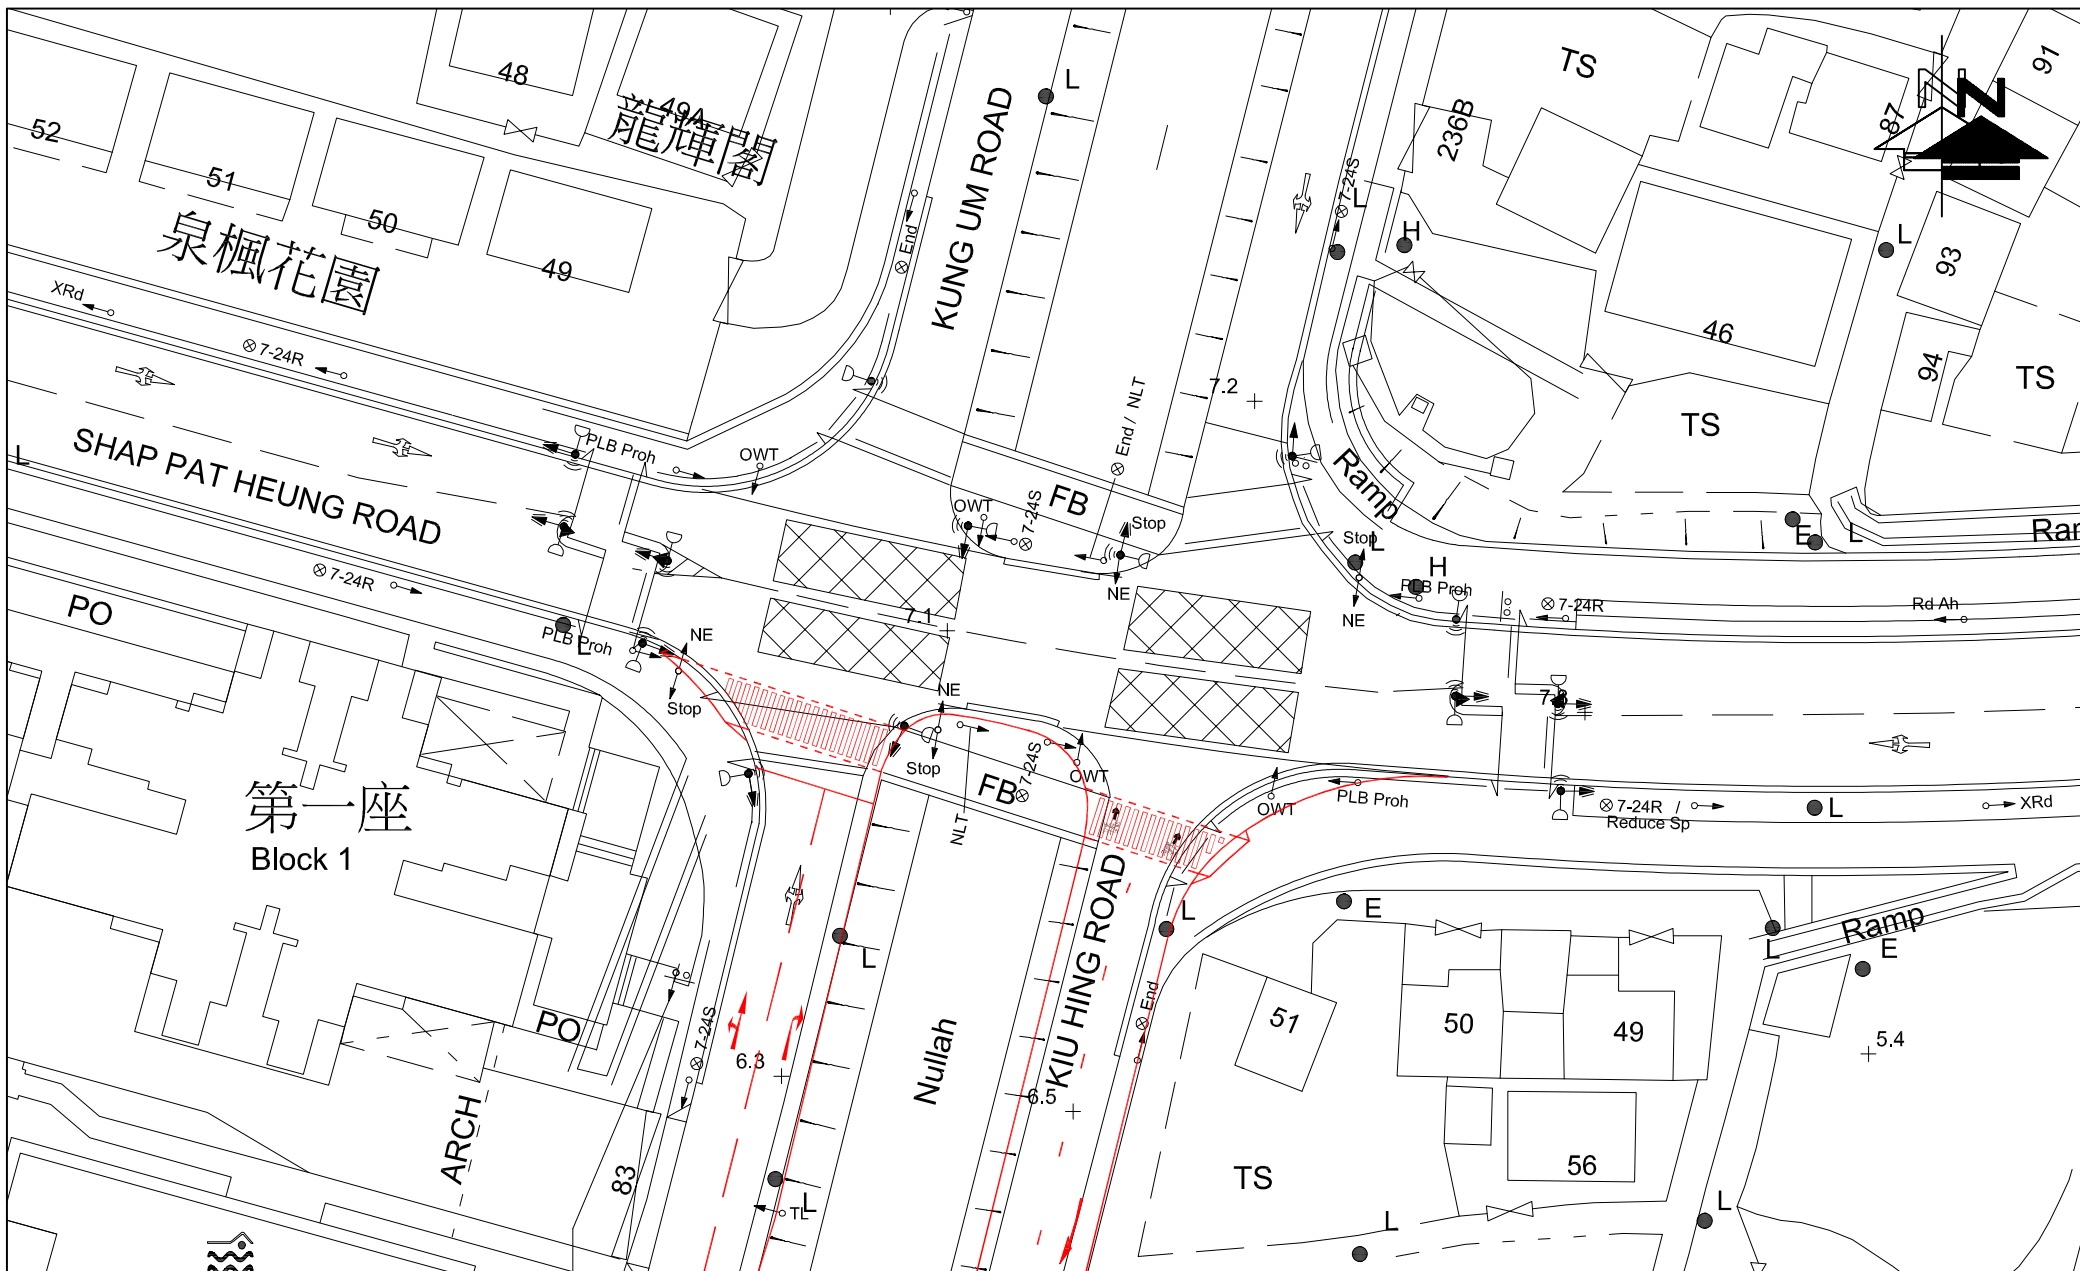 48
49A
龍輝閣
52
51
50
49
泉楓花園
KUNG UM ROAD
L
End
TS
236B
91
87
N
7-24S
L
H
L
93
46
94
TS
TS
XRd
7-24R
7.2
End / NLT
PLB Proh
OWT
L
SHAP PAT HEUNG ROAD
FB
OWT
7-24S
Stop
Ramp
Stop
L
E
L
H
PLB Proh
NE
NE
7-24R
Rd Ah
7-24R
PO
PLB Proh
L
NE
7.1
Stop
NE
Stop
7-24S
OWT
FB
NLT
OWT
PLB Proh
7-24R /
Reduce Sp
L
XRd
第一座
Block 1
KIU HING ROAD
L
L
E
Ramp
L
E
End
51
50
49
5.4
PO
7-24S
6.3
Nullah
6.5
ARCH
83
TL
L
TS
56
L
L